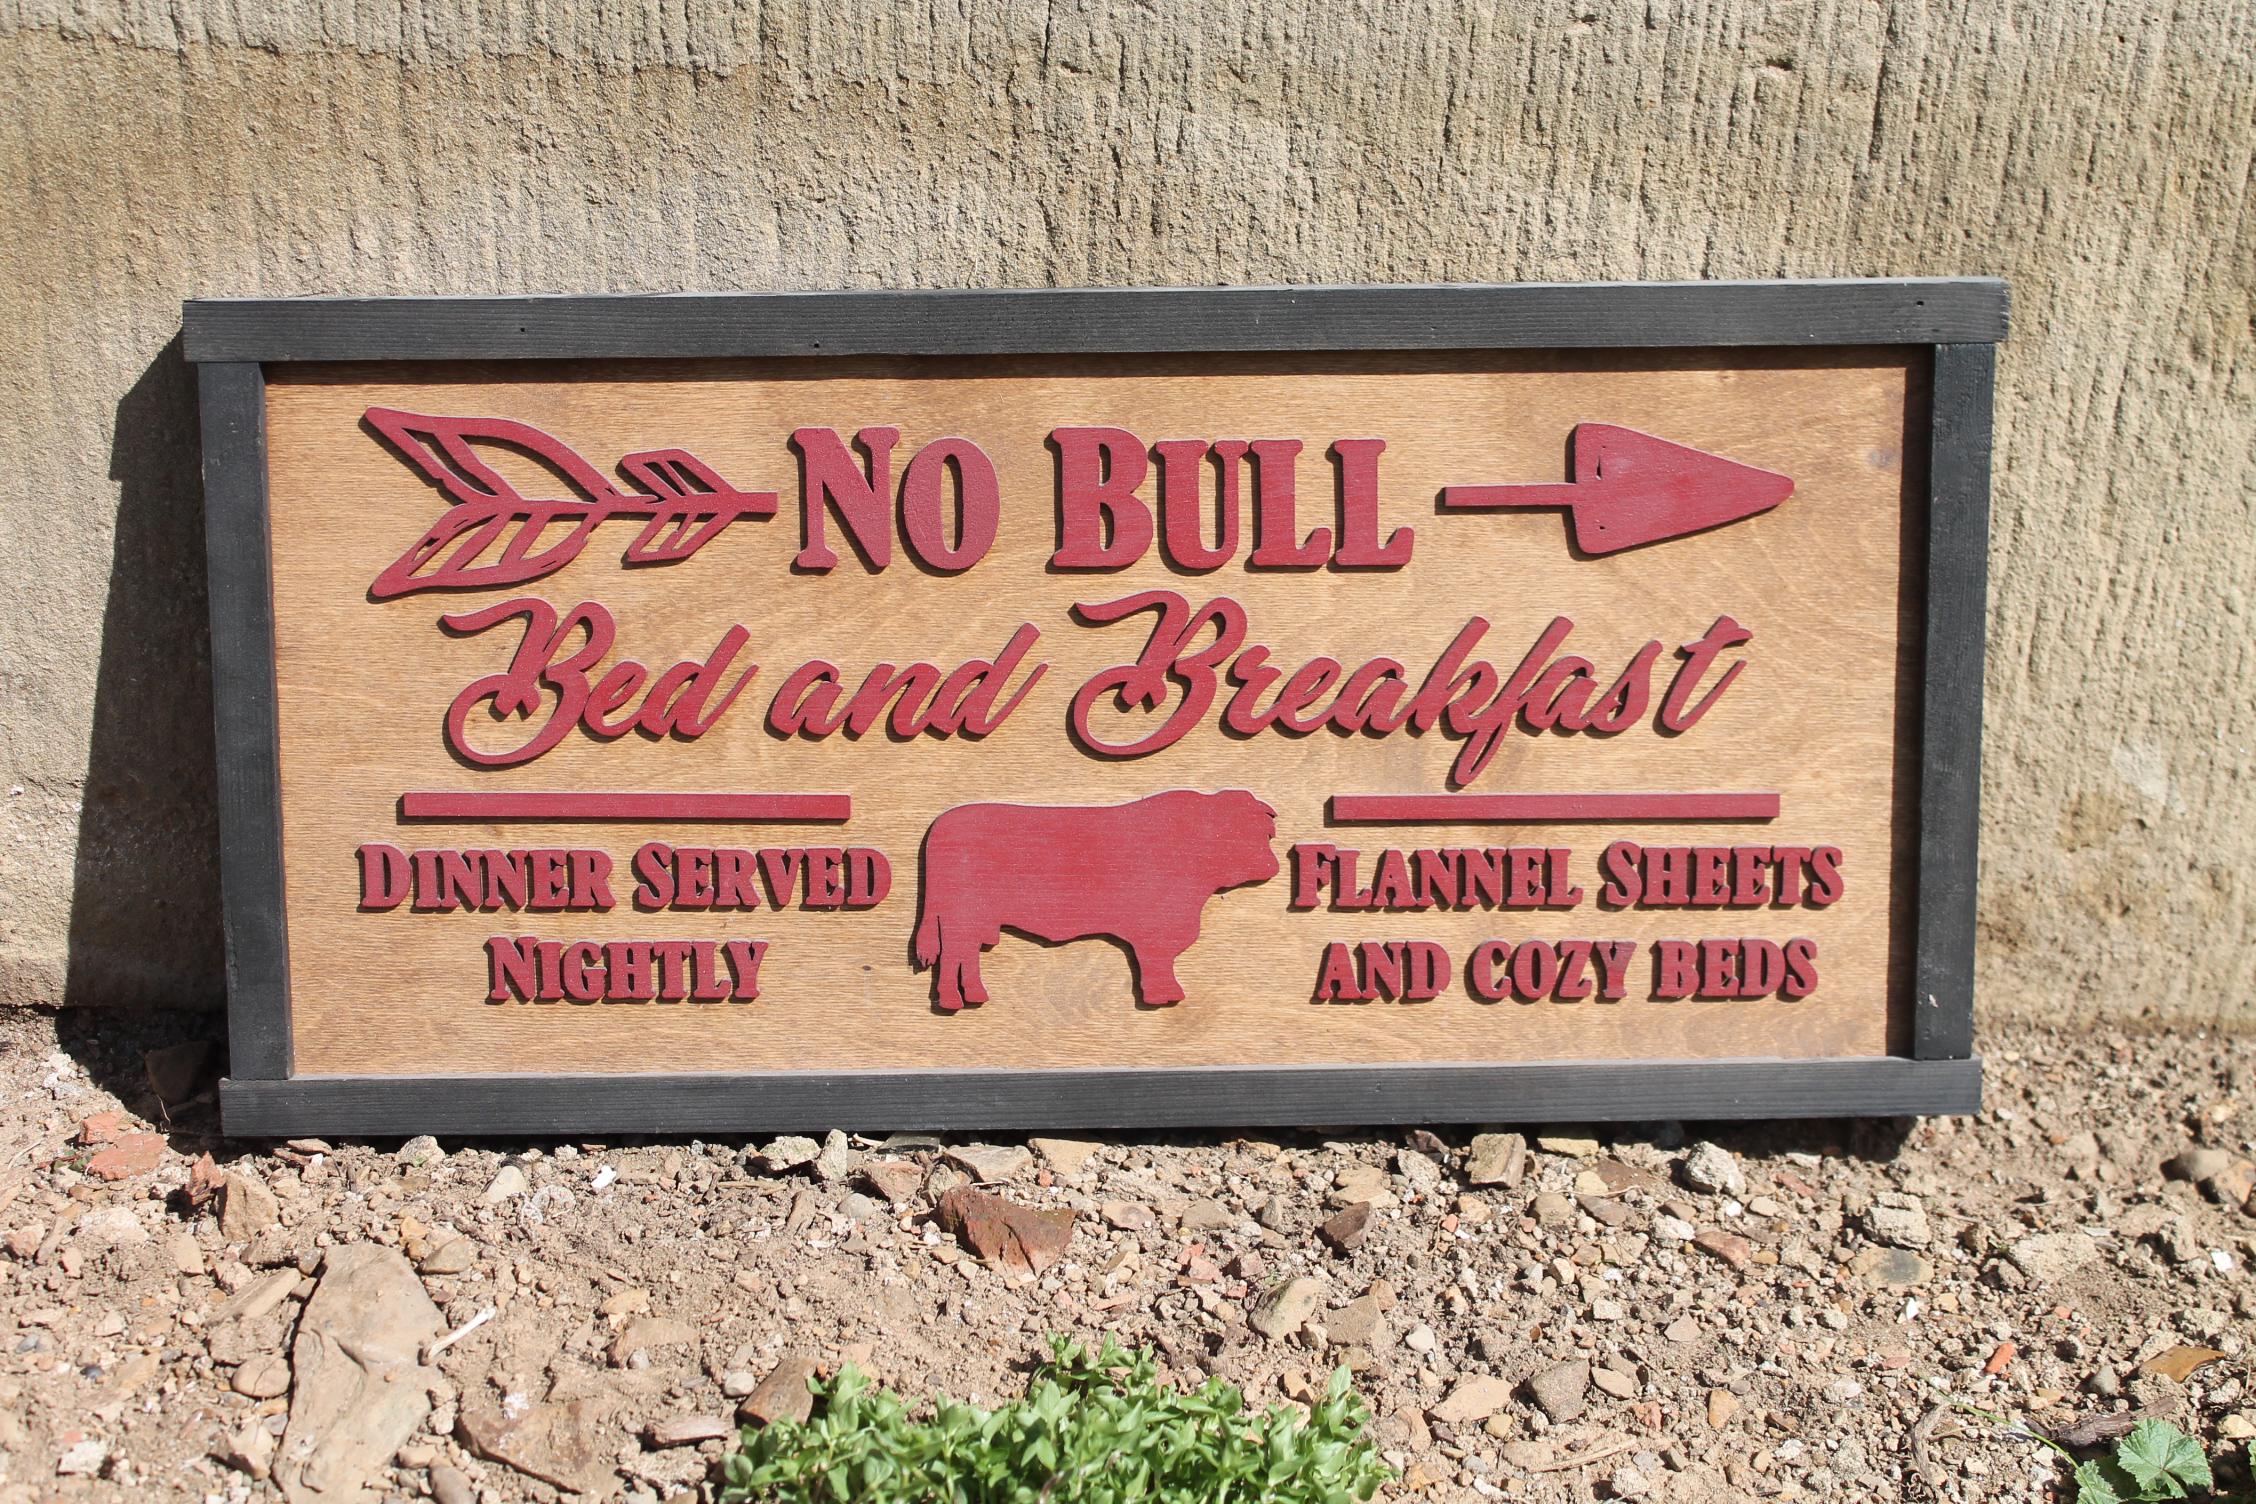 No Bull
Bed and Breakfast
Dinner Served
Nightly
Flannel Sheets
and cozy beds